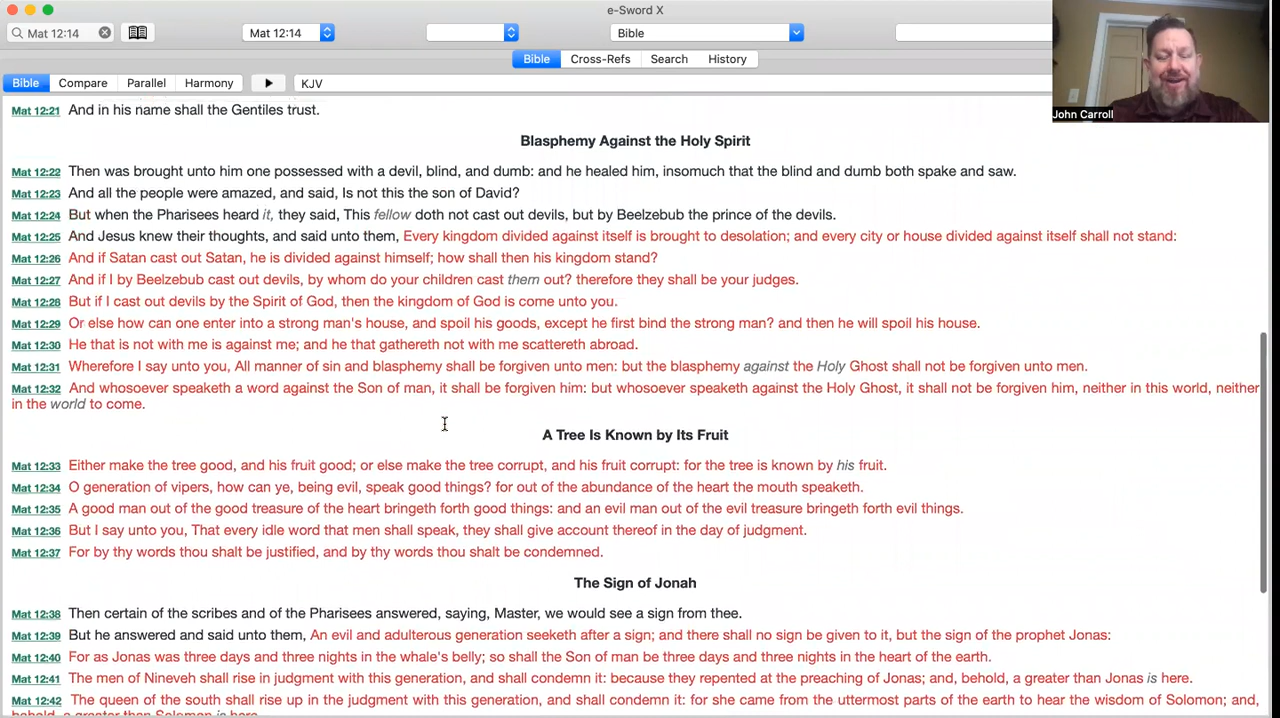 e-Sword X
Mat 12:14
Mat 12:14
Bible
Bible Cross-Refs Search History
Bible Compare Parallel Harmony KJV
John Carroll
Mat 12:21 And in his name shall the Gentiles trust.
Blasphemy Against the Holy Spirit
Mat 12:22 Then was brought unto him one possessed with a devil, blind, and dumb: and he healed him, insomuch that the blind and dumb both spake and saw.
Mat 12:23 And all the people were amazed, and said, Is not this the son of David?
Mat 12:24 But when the Pharisees heard it, they said, This fellow doth not cast out devils, but by Beelzebub the prince of the devils.
Mat 12:25 And Jesus knew their thoughts, and said unto them, Every kingdom divided against itself is brought to desolation; and every city or house divided against itself shall not stand:
Mat 12:26 And if Satan cast out Satan, he is divided against himself; how shall then his kingdom stand?
Mat 12:27 And if I by Beelzebub cast out devils, by whom do your children cast them out? therefore they shall be your judges.
Mat 12:28 But if I cast out devils by the Spirit of God, then the kingdom of God is come unto you.
Mat 12:29 Or else how can one enter into a strong man's house, and spoil his goods, except he first bind the strong man? and then he will spoil his house.
Mat 12:30 He that is not with me is against me; and he that gathereth not with me scattereth abroad.
Mat 12:31 Wherefore I say unto you, All manner of sin and blasphemy shall be forgiven unto men: but the blasphemy against the Holy Ghost shall not be forgiven unto men.
Mat 12:32 And whosoever speaketh a word against the Son of man, it shall be forgiven him: but whosoever speaketh against the Holy Ghost, it shall not be forgiven him, neither in this world, neither
in the world to come.
A Tree Is Known by Its Fruit
Mat 12:33 Either make the tree good, and his fruit good; or else make the tree corrupt, and his fruit corrupt: for the tree is known by his fruit.
Mat 12:34 O generation of vipers, how can ye, being evil, speak good things? for out of the abundance of the heart the mouth speaketh.
Mat 12:35 A good man out of the good treasure of the heart bringeth forth good things: and an evil man out of the evil treasure bringeth forth evil things.
Mat 12:36 But I say unto you, That every idle word that men shall speak, they shall give account thereof in the day of judgment.
Mat 12:37 For by thy words thou shalt be justified, and by thy words thou shalt be condemned.
The Sign of Jonah
Mat 12:38 Then certain of the scribes and of the Pharisees answered, saying, Master, we would see a sign from thee.
Mat 12:39 But he answered and said unto them, An evil and adulterous generation seeketh after a sign; and there shall no sign be given to it, but the sign of the prophet Jonas:
Mat 12:40 For as Jonas was three days and three nights in the whale's belly; so shall the Son of man be three days and three nights in the heart of the earth.
Mat 12:41 The men of Nineveh shall rise in judgment with this generation, and shall condemn it: because they repented at the preaching of Jonas; and, behold, a greater than Jonas is here.
Mat 12:42 The queen of the south shall rise up in the judgment with this generation, and shall condemn it: for she came from the uttermost parts of the earth to hear the wisdom of Solomon; and,
behold, a greater than Solomon is here.